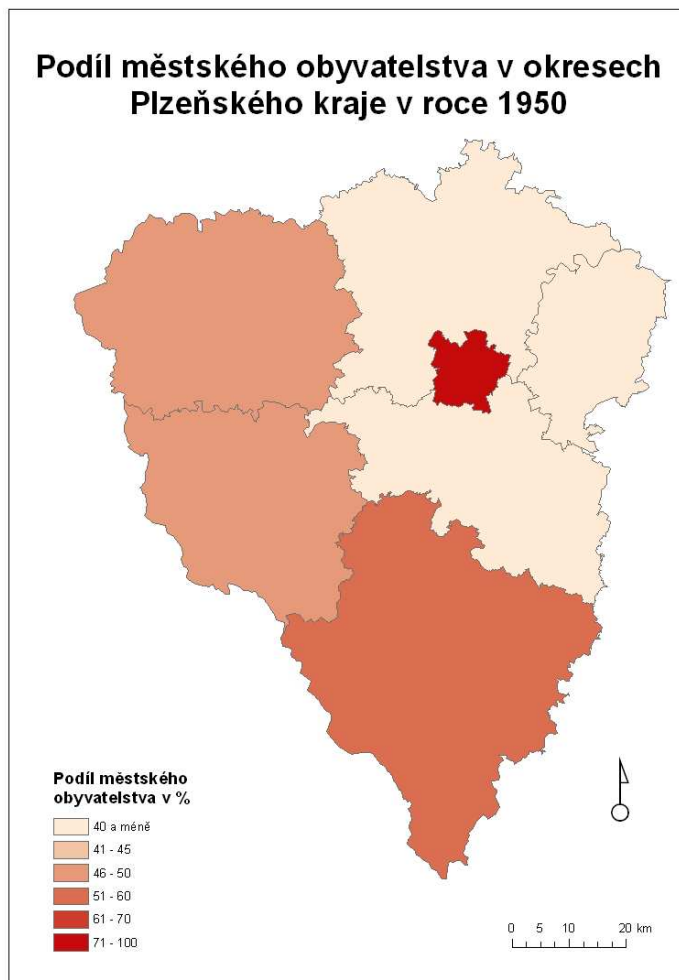 Podíl městského obyvatelstva v okresech
Plzeňského kraje v roce 1950
Podíl městského
obyvatelstva v %
40 a méně
41 - 45
46 - 50
51 - 60
61 - 70
71 - 100
0 5 10 20 km